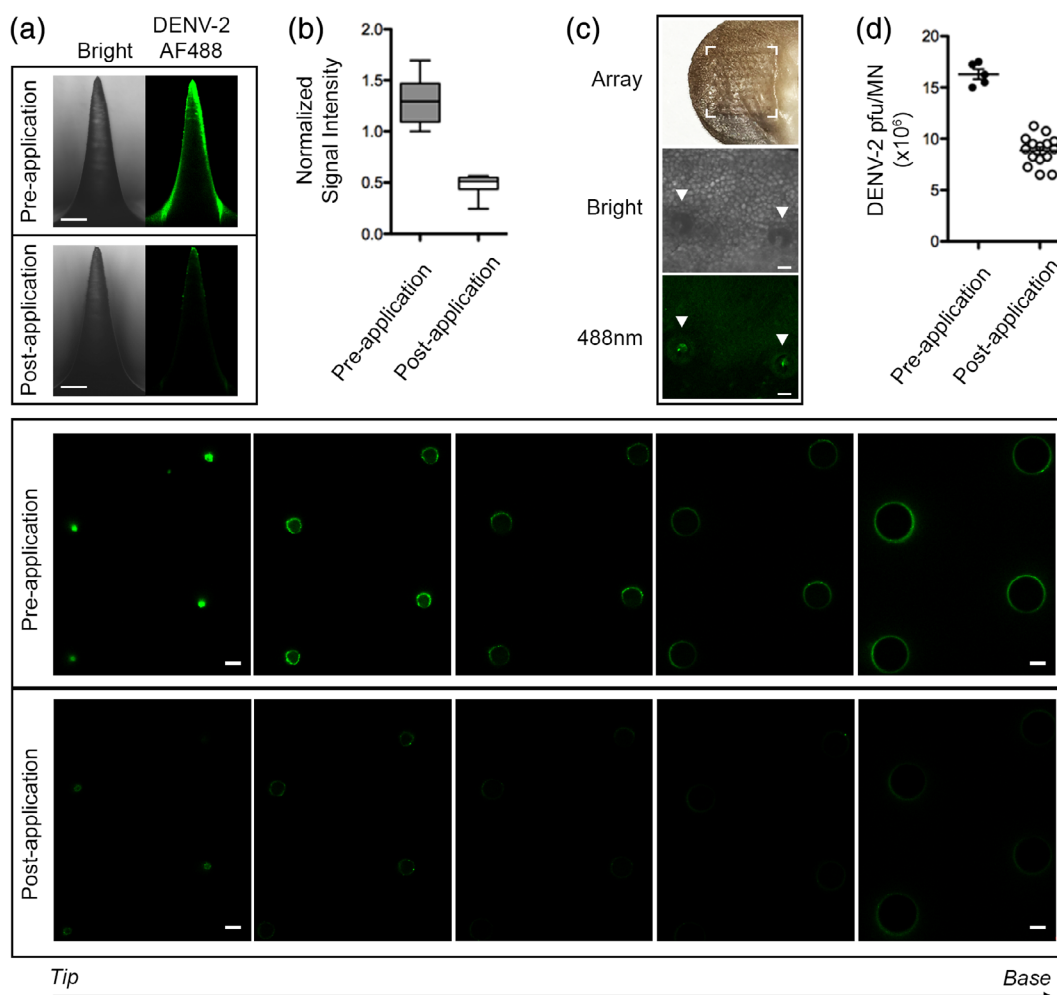 (a)
Bright
DENV-2
AF488
Pre-application
Post-application
(b)
Normalized
Signal Intensity
2.0
1.5
1.0
0.5
0.0
Pre-application
Post-application
(c)
Array
Bright
488nm
(d)
DENV-2 pfu/MN
(x10⁶)
20
15
10
5
0
Pre-application
Post-application
Pre-application
Post-application
Tip
Base